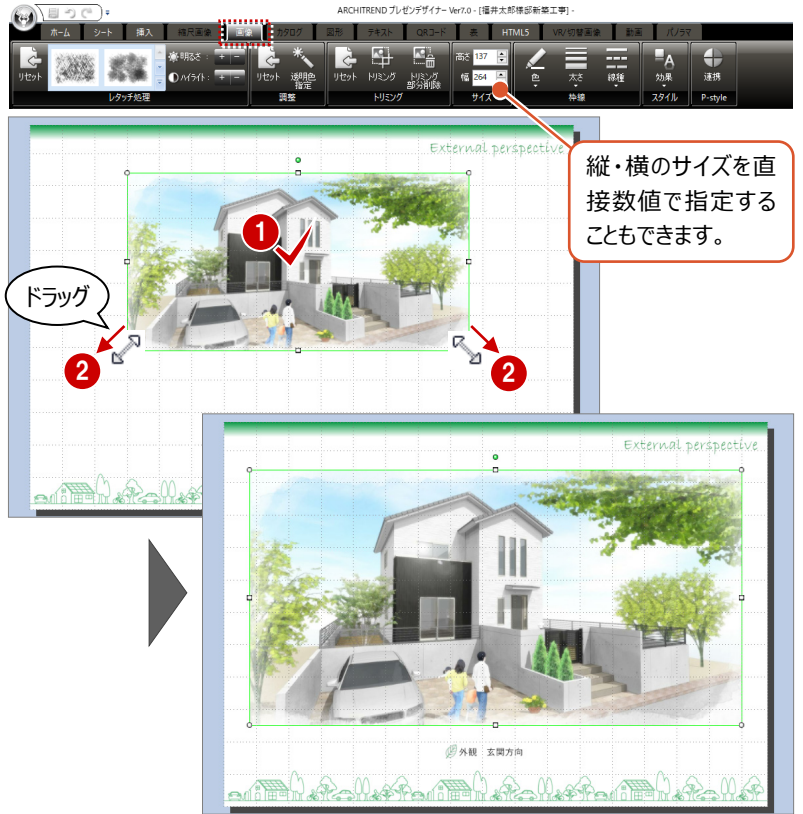 ARCHITREND プレゼンデザイナー Ver7.0 - [福井太郎様邸新築工事] -
ホーム シート 挿入 縮尺画像 画像 カタログ 図形 テキスト QRコード 表 HTML5 VR/切替画像 動画 パノラマ
リセット
明るさ : + -
ハイライト : + -
レタッチ処理
リセット 透明色指定
調整
リセット トリミング トリミング部分削除
トリミング
高さ 137
幅 264
サイズ
色 太さ 線種
枠線
効果
スタイル
連携
P-style
縦・横のサイズを直
接数値で指定する
こともできます。
External perspective
1
ドラッグ
2
2
External perspective
外観 玄関方向